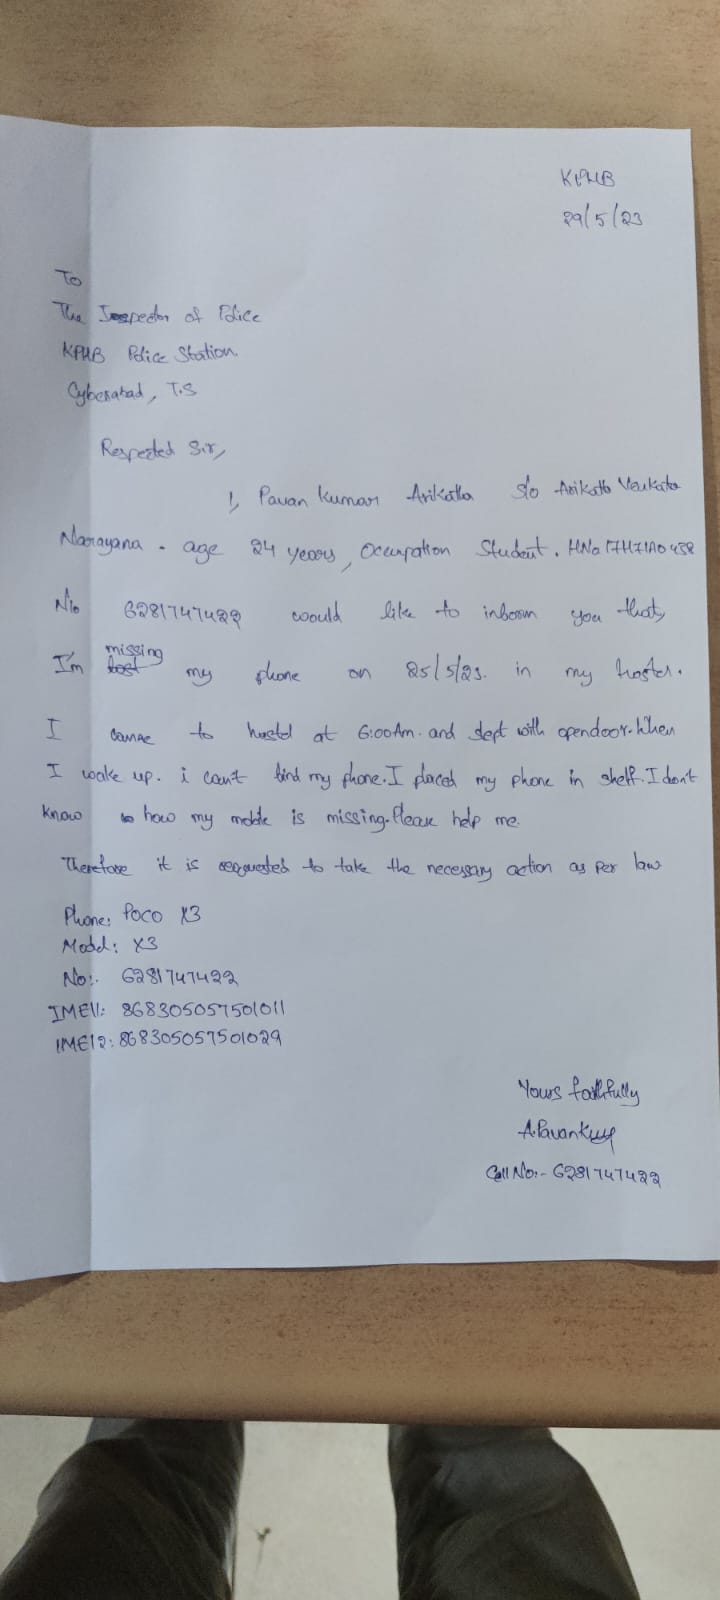 KPHB
29/5/23
To
The Inspector of Police
KPHB Police Station.
Cyberabad, T.S
Respected Sir,
I, Pavan Kumar Arikatla S/o Arikatla Venkata
Narayana. age 24 years, Occupation Student. HNo 17H71A0438
N/o 6281747422 would like to inform you that,
missing
I'm lost my phone on 25/5/23. in my hostel.
I came to hostel at 6:00Am. and slept with opendoor. When
I wake up. i can't find my phone. I placed my phone in shelf. I don't
know how my mobile is missing. Please help me.
Therefore it is requested to take the necessary action as per law
Phone: Poco X3
Model: X3
No:. 6281747422
IMEI1: 868305057501011
IMEI2: 868305057501029
Yours faithfully
A.Pavankumar
Cell No:- 6281747422